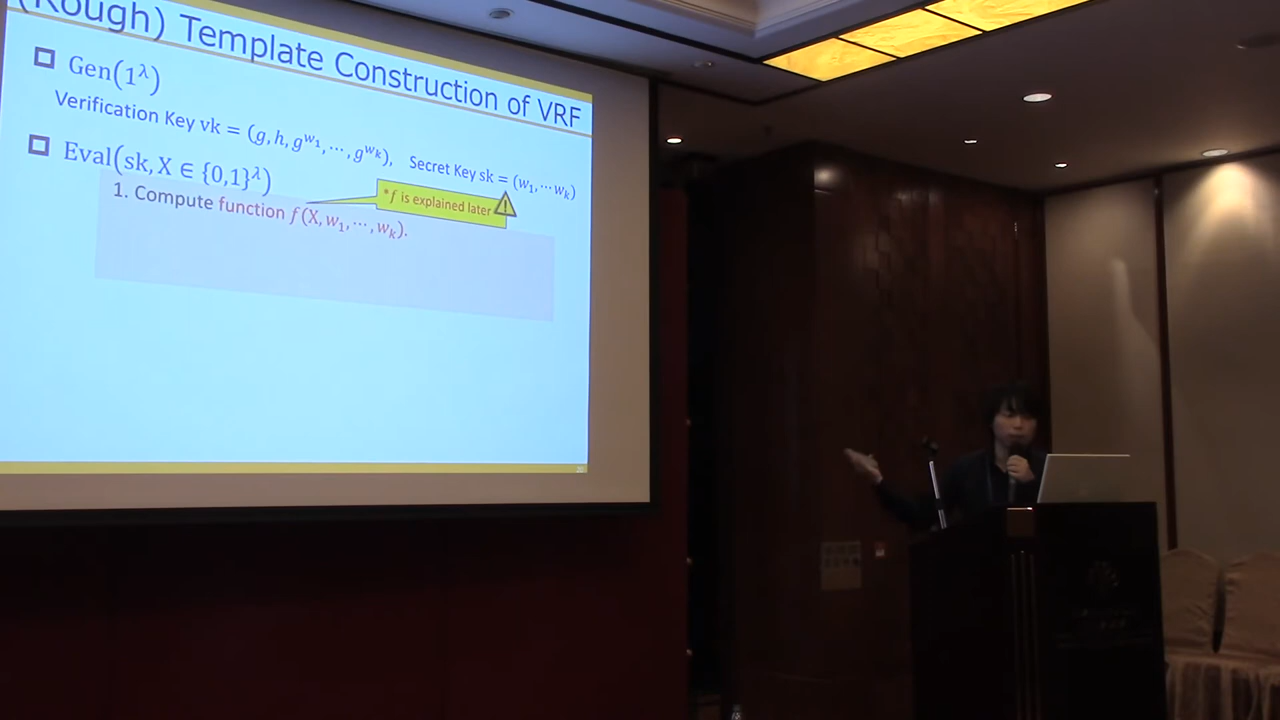 (Rough) Template Construction of VRF
Gen(1^λ)
Verification Key vk = (g, h, g^{w_1}, ⋯, g^{w_k}), Secret Key sk = (w_1, ⋯ w_k)
Eval(sk, X ∈ {0,1}^λ)
*f is explained later
1. Compute function f(X, w_1, ⋯, w_k).